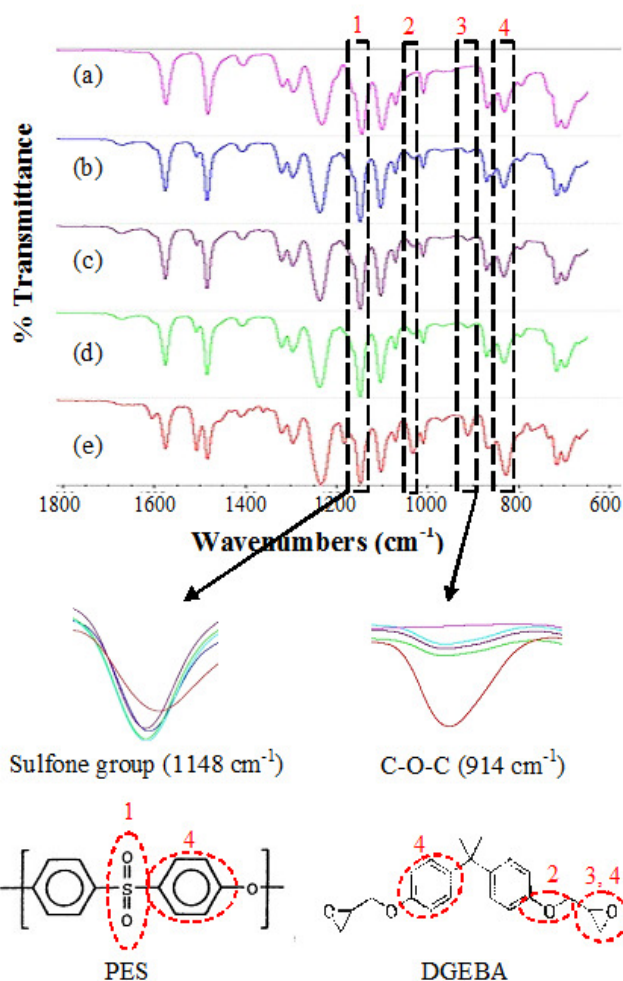 1 2 3 4
(a)
(b)
(c)
(d)
(e)
% Transmittance
1800 1600 1400 1200 1000 800 600
Wavenumbers (cm⁻¹)
Sulfone group (1148 cm⁻¹) C-O-C (914 cm⁻¹)
1 4
O
S O
O
4 2 3, 4
O O O O
PES DGEBA